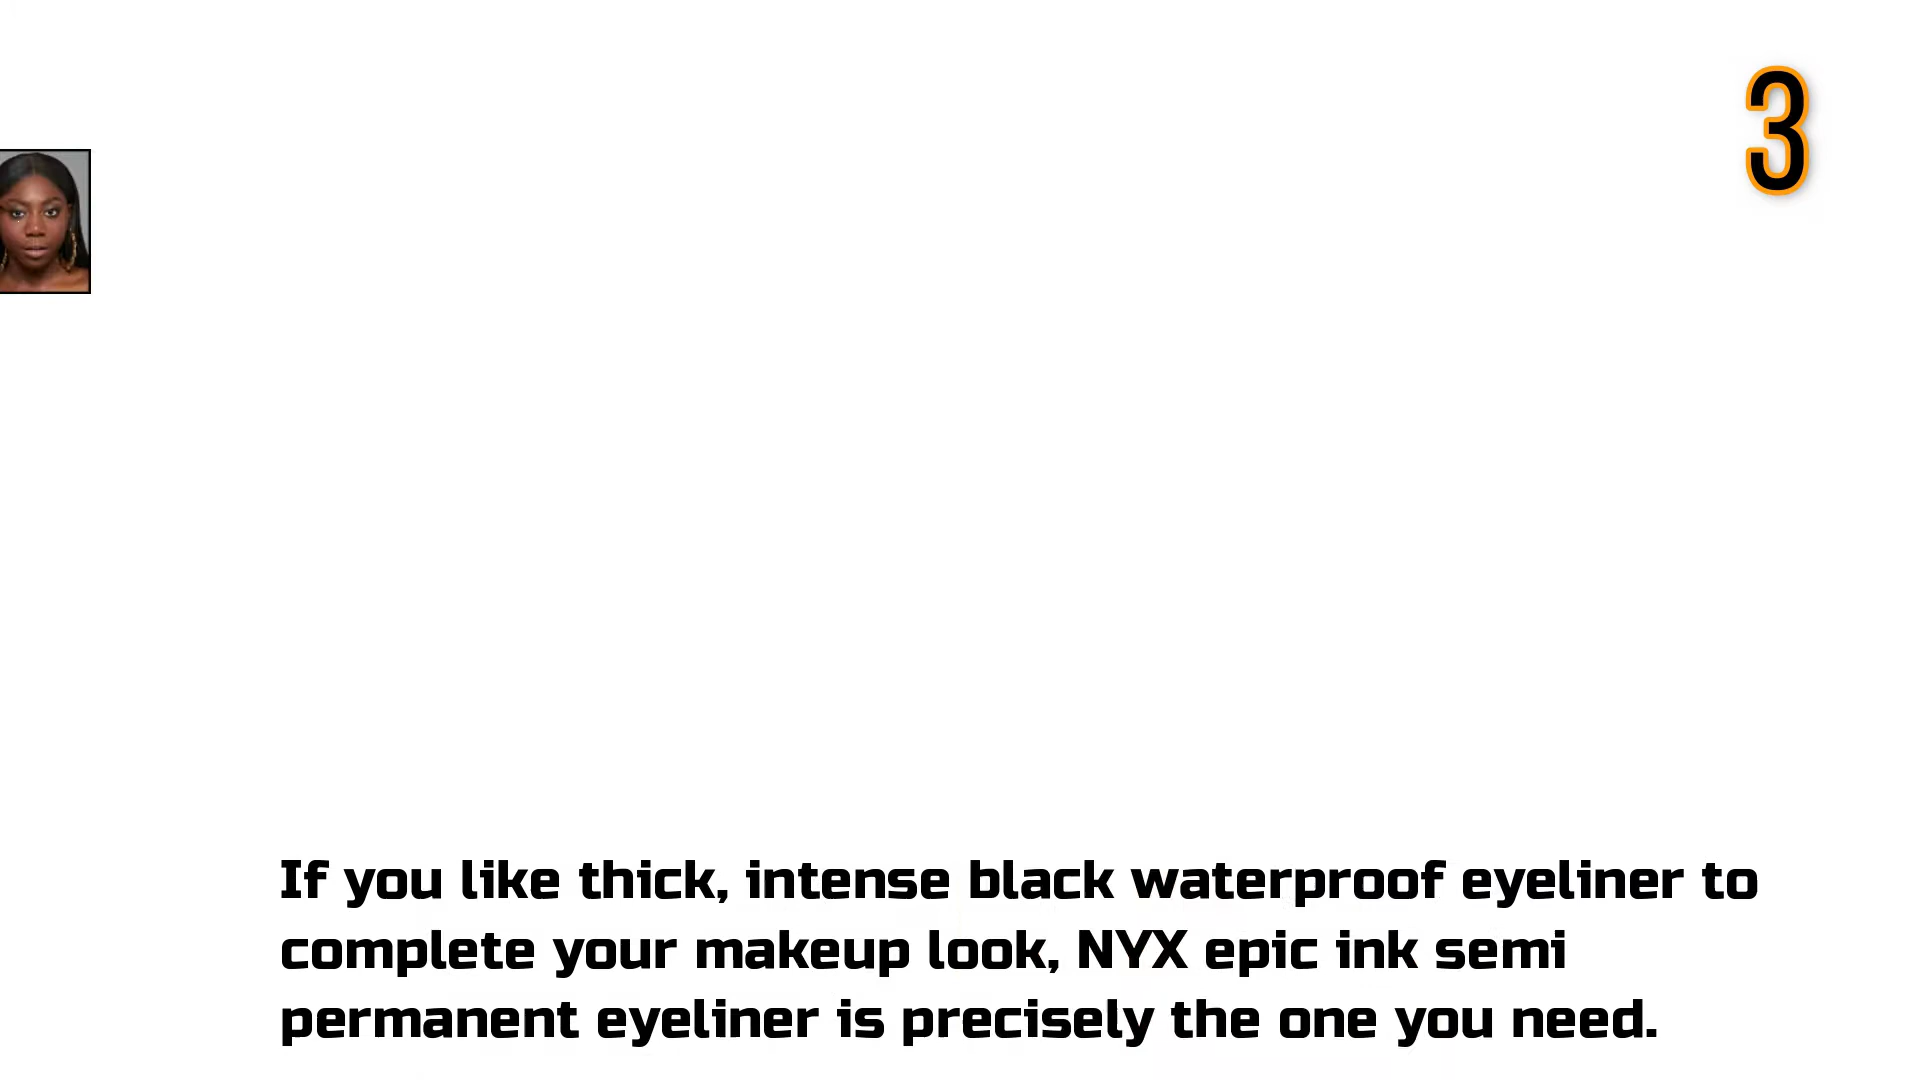 3
If you like thick, intense black waterproof eyeliner to
complete your makeup look, NYX epic ink semi
permanent eyeliner is precisely the one you need.